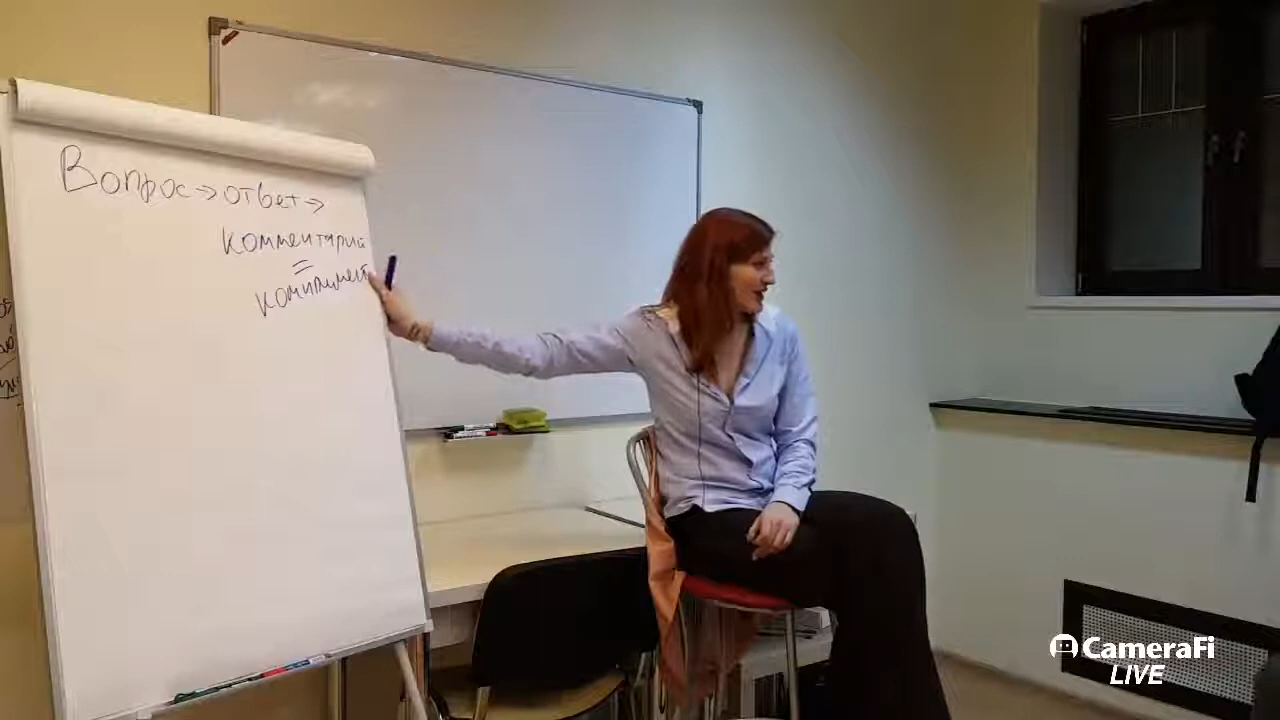 Вопрос → ответ →
комментарий
=
комплимент
CameraFi
LIVE